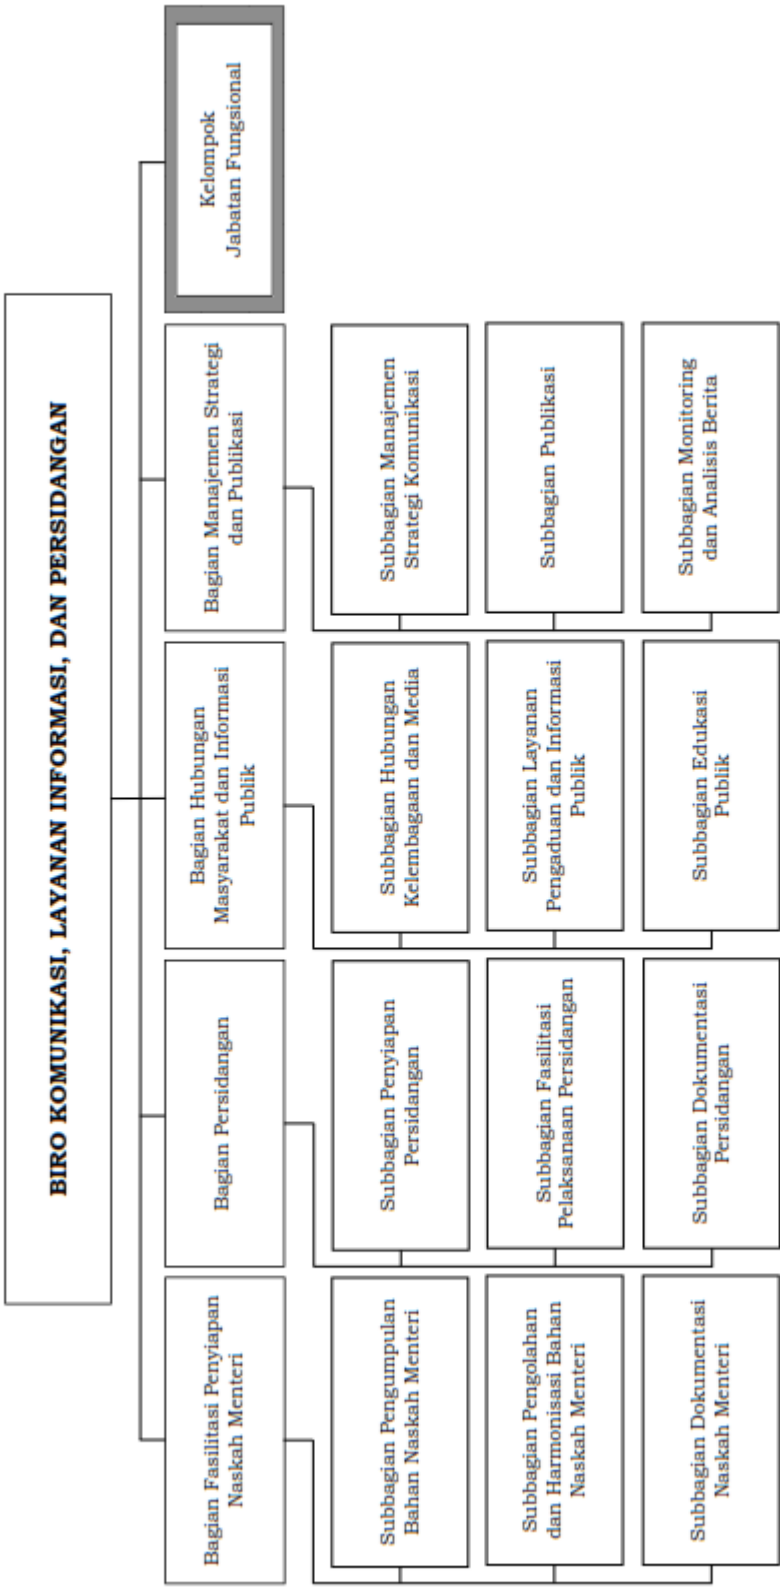 BIRO KOMUNIKASI, LAYANAN INFORMASI, DAN PERSIDANGAN
Bagian Fasilitasi Penyiapan
Naskah Menteri
Bagian Persidangan
Bagian Hubungan
Masyarakat dan Informasi
Publik
Bagian Manajemen Strategi
dan Publikasi
Kelompok
Jabatan Fungsional
Subbagian Pengumpulan
Bahan Naskah Menteri
Subbagian Penyiapan
Persidangan
Subbagian Hubungan
Kelembagaan dan Media
Subbagian Manajemen
Strategi Komunikasi
Subbagian Pengolahan
dan Harmonisasi Bahan
Naskah Menteri
Subbagian Fasilitasi
Pelaksanaan Persidangan
Subbagian Layanan
Pengaduan dan Informasi
Publik
Subbagian Publikasi
Subbagian Dokumentasi
Naskah Menteri
Subbagian Dokumentasi
Persidangan
Subbagian Edukasi
Publik
Subbagian Monitoring
dan Analisis Berita